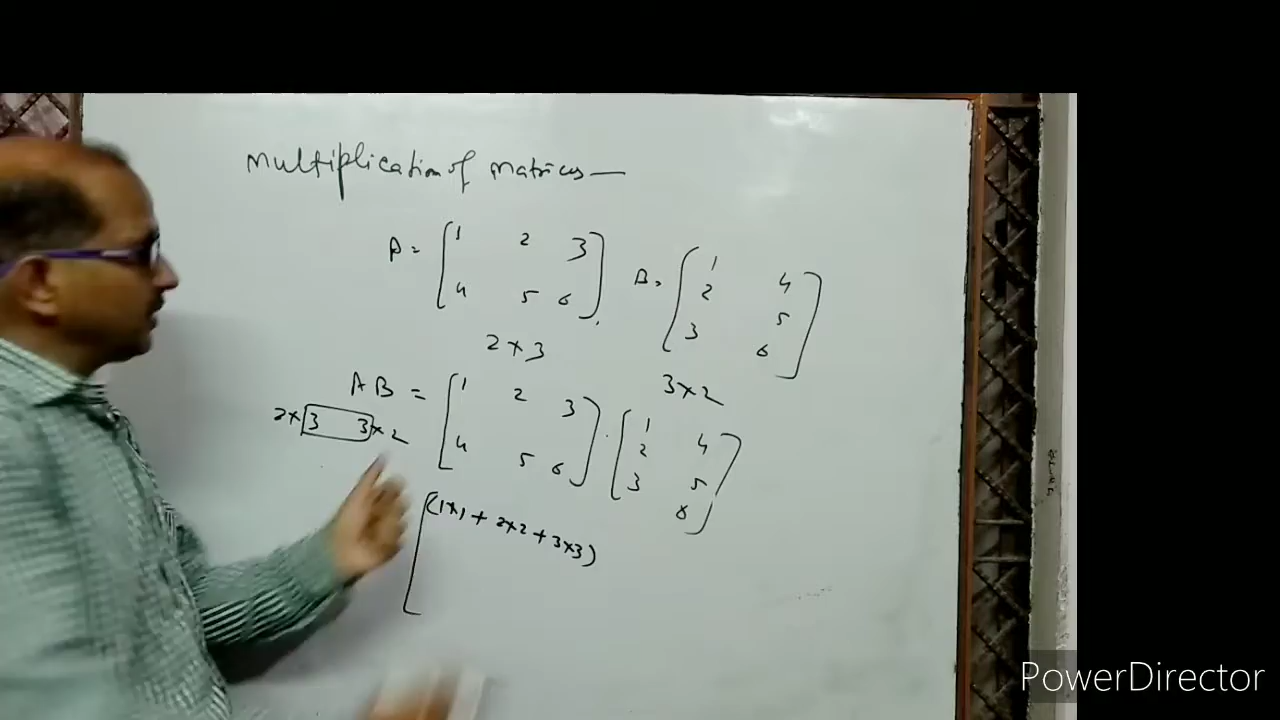 Multiplication of Matrices —
A = [ 1 2 3
4 5 6 ]
2 × 3
B = [ 1 4
2 5
3 6 ]
3 × 2
AB = [ 1 2 3
4 5 6 ] . [ 1 4
2 5
3 6 ]
2 × 3 3 × 2
[ (1×1 + 2×2 + 3×3)
PowerDirector